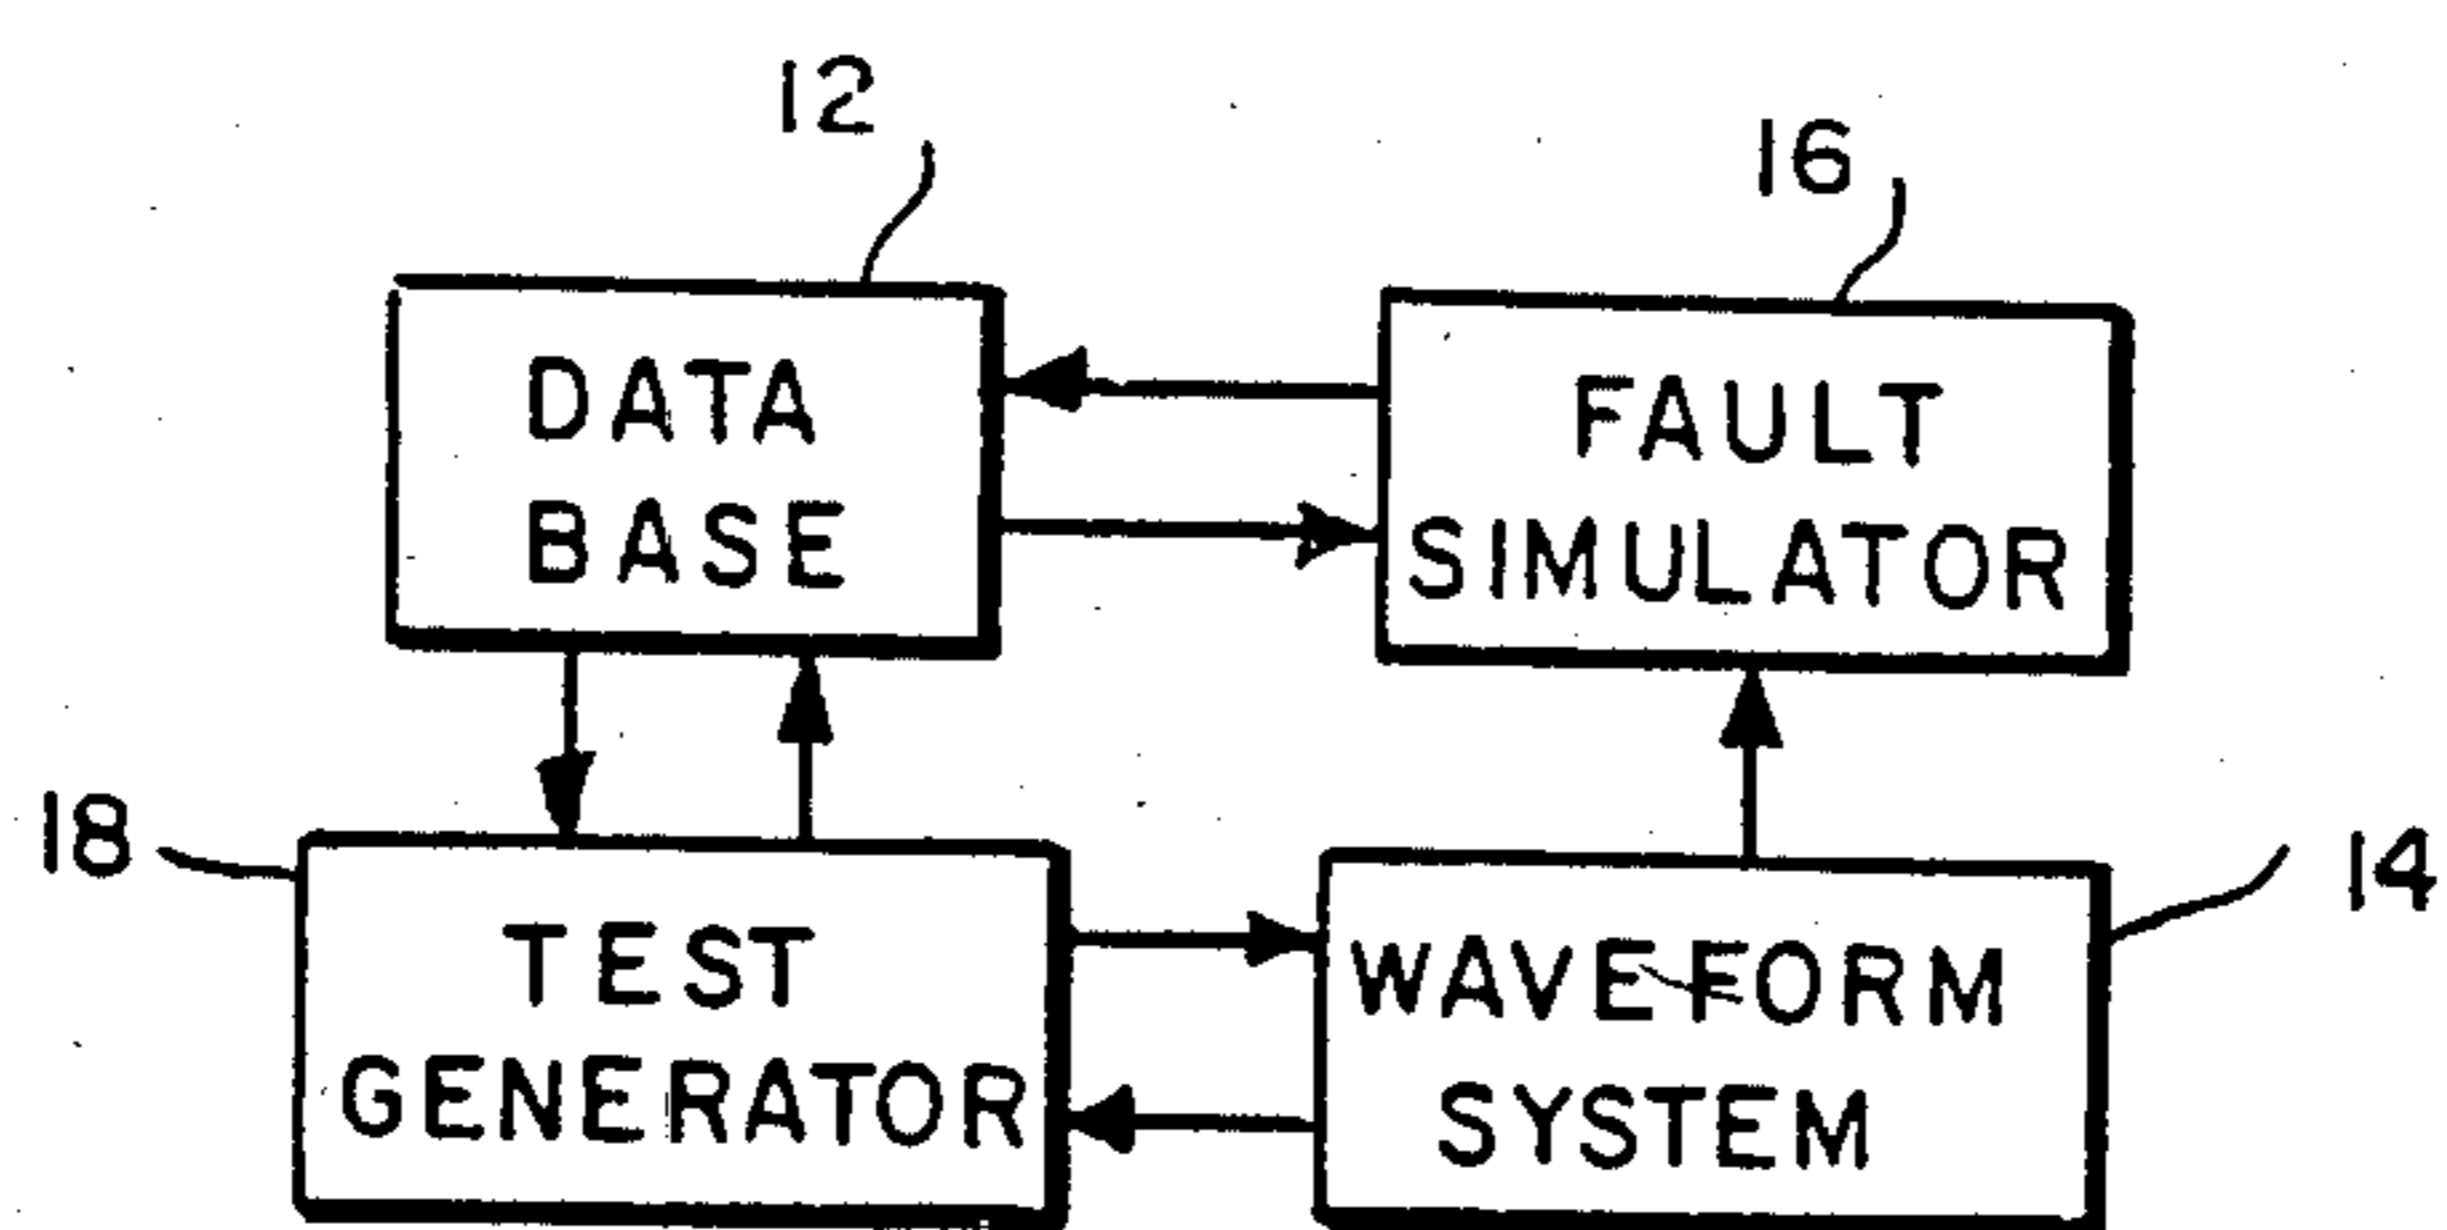 12
16
DATA
BASE
FAULT
SIMULATOR
18
14
TEST
GENERATOR
WAVEFORM
SYSTEM